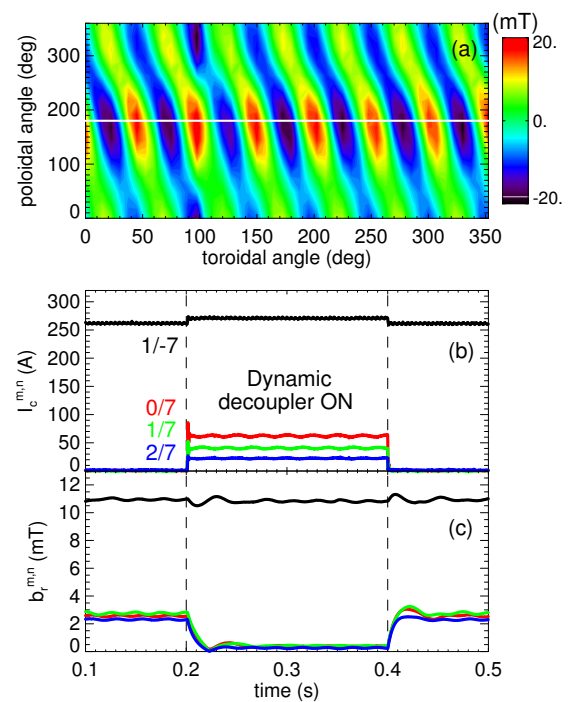 (mT)
(a)
poloidal angle (deg)
300
200
100
0
20.
0.
-20.
0 50 100 150 200 250 300 350
toroidal angle (deg)
I_c^{m,n} (A)
300
250
200
150
100
50
0
1/-7
(b)
Dynamic
decoupler ON
0/7
1/7
2/7
b_r^{m,n} (mT)
12
10
8
6
4
2
0
(c)
0.1 0.2 0.3 0.4 0.5
time (s)